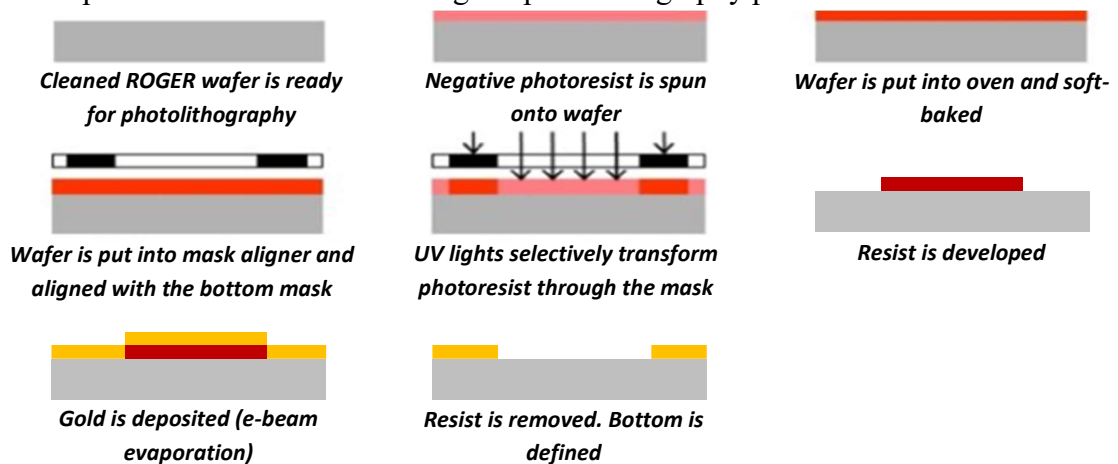 Cleaned ROGER wafer is ready
for photolithography
Negative photoresist is spun
onto wafer
Wafer is put into oven and soft-
baked
Wafer is put into mask aligner and
aligned with the bottom mask
UV lights selectively transform
photoresist through the mask
Resist is developed
Gold is deposited (e-beam
evaporation)
Resist is removed. Bottom is
defined